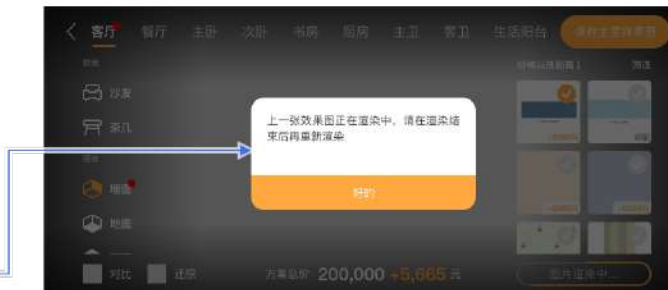 客厅 餐厅 主卧 次卧 书房 厨房 主卫 客卫 生活阳台
沙发
茶几
墙面
地面
上一张效果图正在渲染中，请在渲染结
束后再重新渲染
好的
对比 还原 方案总价 200,000 +5,665 元 图片渲染中...